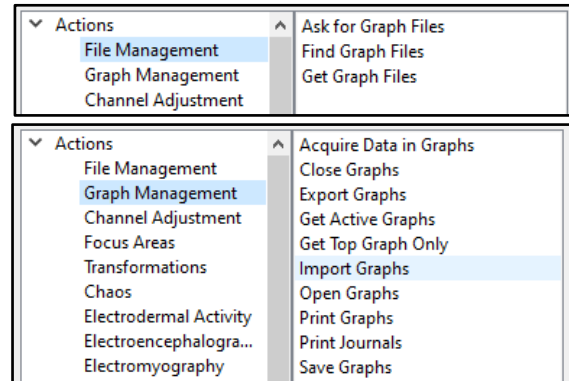 Actions
File Management
Graph Management
Channel Adjustment
Ask for Graph Files
Find Graph Files
Get Graph Files
Actions
File Management
Graph Management
Channel Adjustment
Focus Areas
Transformations
Chaos
Electrodermal Activity
Electroencephalogra...
Electromyography
Acquire Data in Graphs
Close Graphs
Export Graphs
Get Active Graphs
Get Top Graph Only
Import Graphs
Open Graphs
Print Graphs
Print Journals
Save Graphs